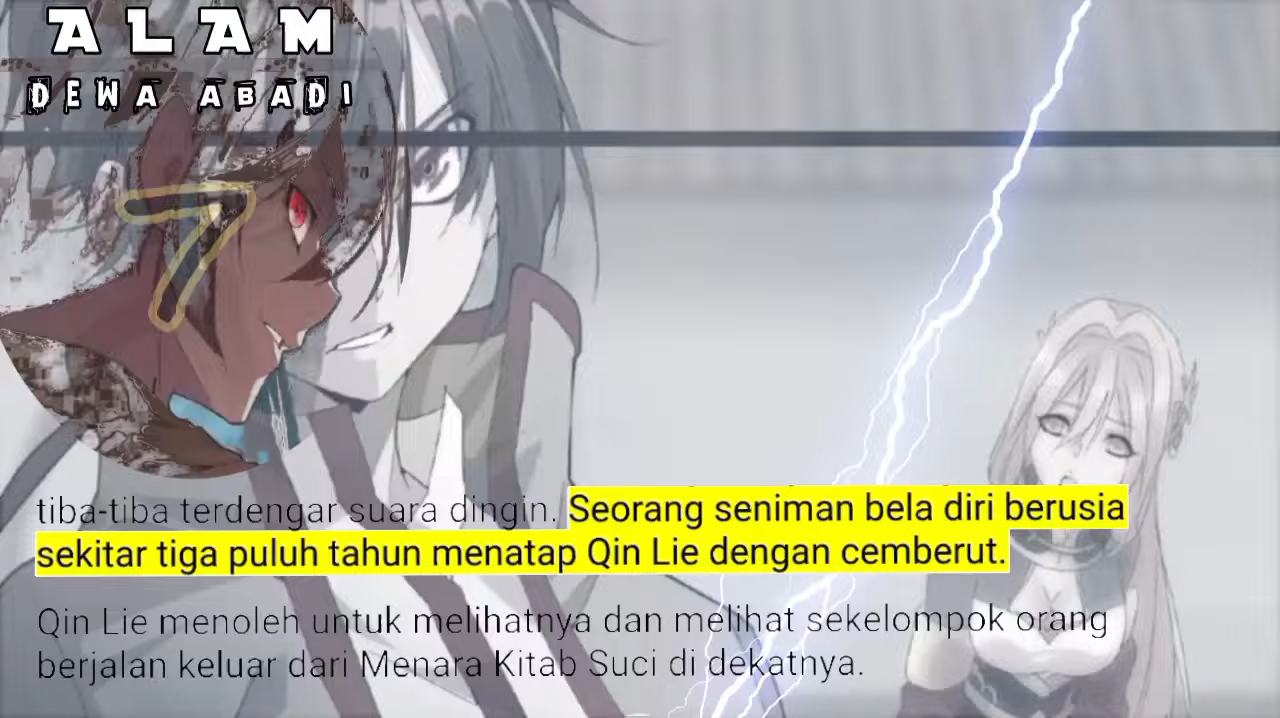 ALAM
DEWA ABADI
7
tiba-tiba terdengar suara dingin. Seorang seniman bela diri berusia
sekitar tiga puluh tahun menatap Qin Lie dengan cemberut.
Qin Lie menoleh untuk melihatnya dan melihat sekelompok orang
berjalan keluar dari Menara Kitab Suci di dekatnya.